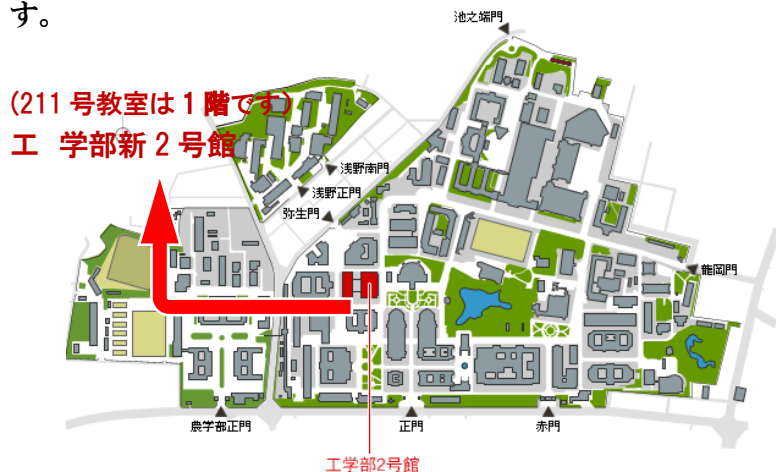 す。
池之端門
(211 号教室は 1 階です)
工 学部新 2 号館
浅野南門
浅野正門
弥生門
龍岡門
農学部正門
正門
赤門
工学部2号館